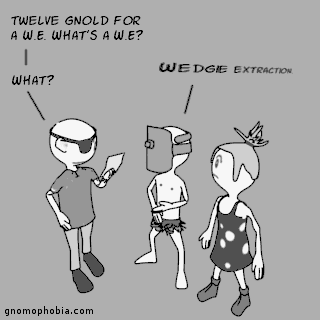 TWELVE GNOLD FOR
A W.E. WHAT'S A W.E?
WHAT?
WEDGIE EXTRACTION
gnomophobia.com